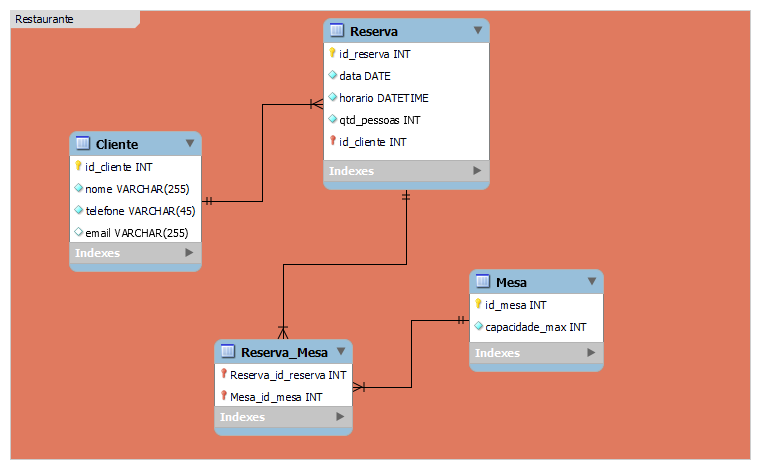 Restaurante
Reserva
id_reserva INT
data DATE
horario DATETIME
qtd_pessoas INT
id_cliente INT
Indexes
Cliente
id_cliente INT
nome VARCHAR(255)
telefone VARCHAR(45)
email VARCHAR(255)
Indexes
Mesa
id_mesa INT
capacidade_max INT
Indexes
Reserva_Mesa
Reserva_id_reserva INT
Mesa_id_mesa INT
Indexes